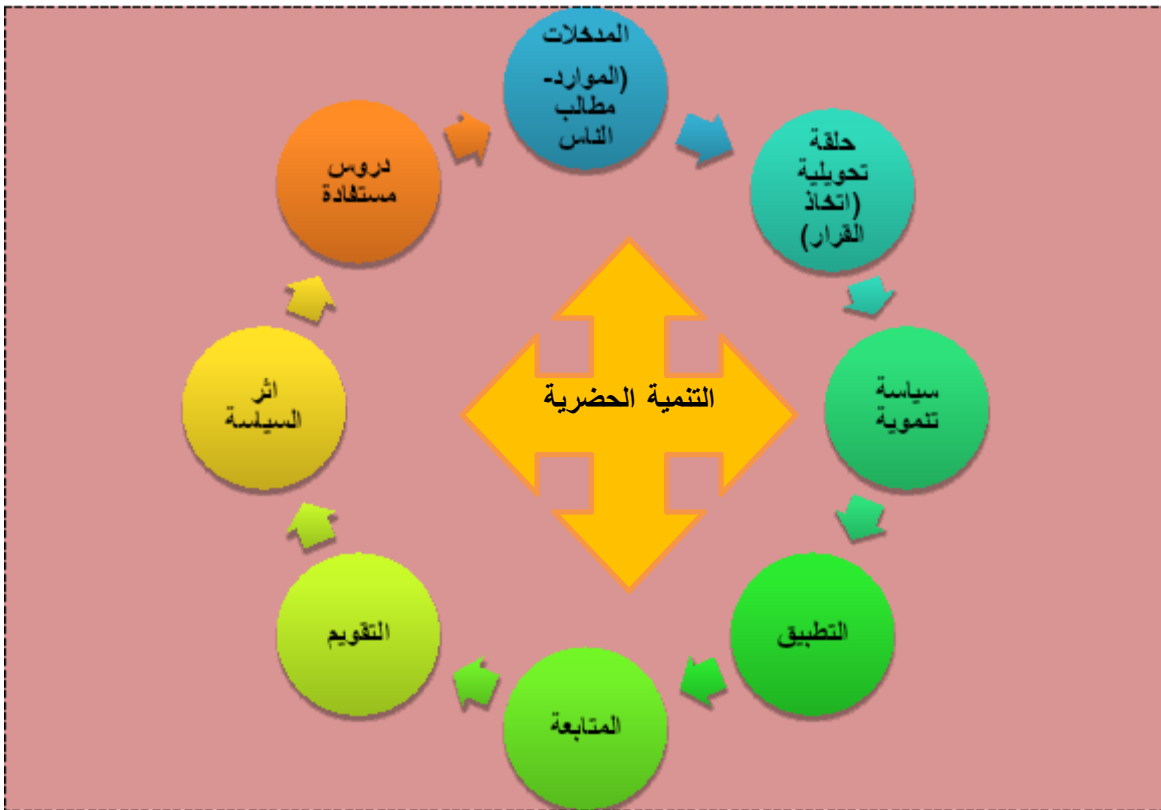 المدخلات
(الموارد-
مطالب
الناس
حلقة
تحويلية
(اتخاذ
القرار)
سياسة
تنموية
التطبيق
المتابعة
التقويم
اثر
السياسة
دروس
مستفادة
التنمية الحضرية